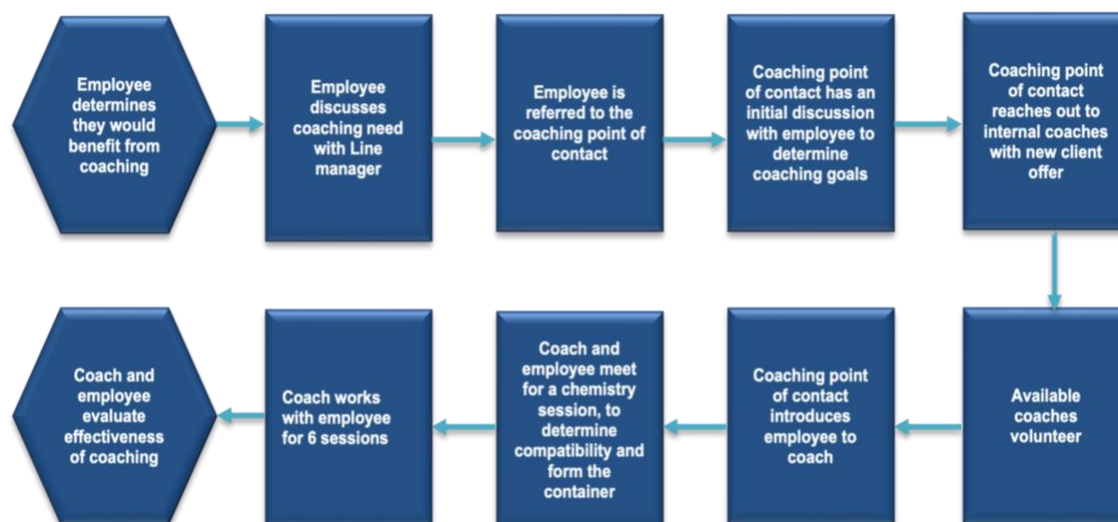 Employee
determines
they would
benefit from
coaching
Employee
discusses
coaching need
with Line
manager
Employee is
referred to the
coaching point of
contact
Coaching point
of contact has an
initial discussion
with employee to
determine
coaching goals
Coaching point
of contact
reaches out to
internal coaches
with new client
offer
Available
coaches
volunteer
Coaching point
of contact
introduces
employee to
coach
Coach and
employee meet
for a chemistry
session, to
determine
compatibility and
form the
container
Coach works
with employee
for 6 sessions
Coach and
employee
evaluate
effectiveness
of coaching